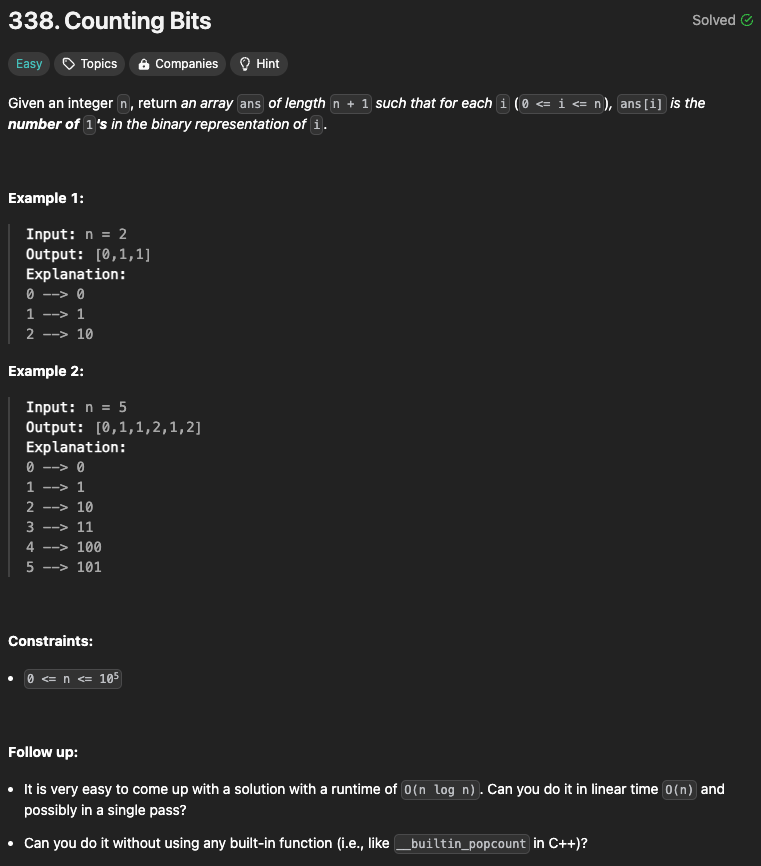 338. Counting Bits
Solved
Easy
Topics
Companies
Hint
Given an integer n, return an array ans of length n + 1 such that for each i (0 <= i <= n), ans[i] is the
number of 1's in the binary representation of i.
Example 1:
Input: n = 2
Output: [0,1,1]
Explanation:
0 --> 0
1 --> 1
2 --> 10
Example 2:
Input: n = 5
Output: [0,1,1,2,1,2]
Explanation:
0 --> 0
1 --> 1
2 --> 10
3 --> 11
4 --> 100
5 --> 101
Constraints:
• 0 <= n <= 10⁵
Follow up:
• It is very easy to come up with a solution with a runtime of O(n log n). Can you do it in linear time O(n) and
possibly in a single pass?
• Can you do it without using any built-in function (i.e., like __builtin_popcount in C++)?